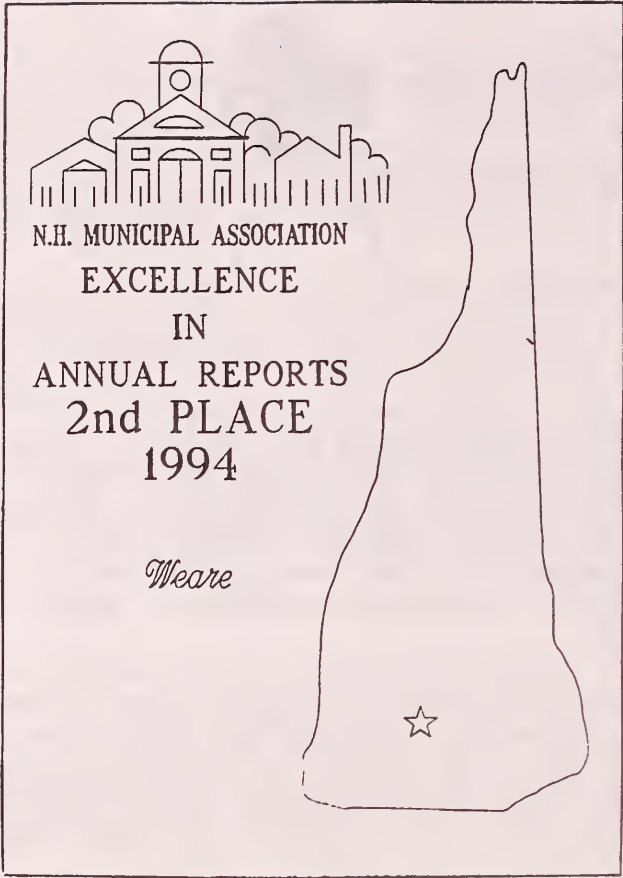 N.H. MUNICIPAL ASSOCIATION
EXCELLENCE
IN
ANNUAL REPORTS
2nd PLACE
1994
Weare